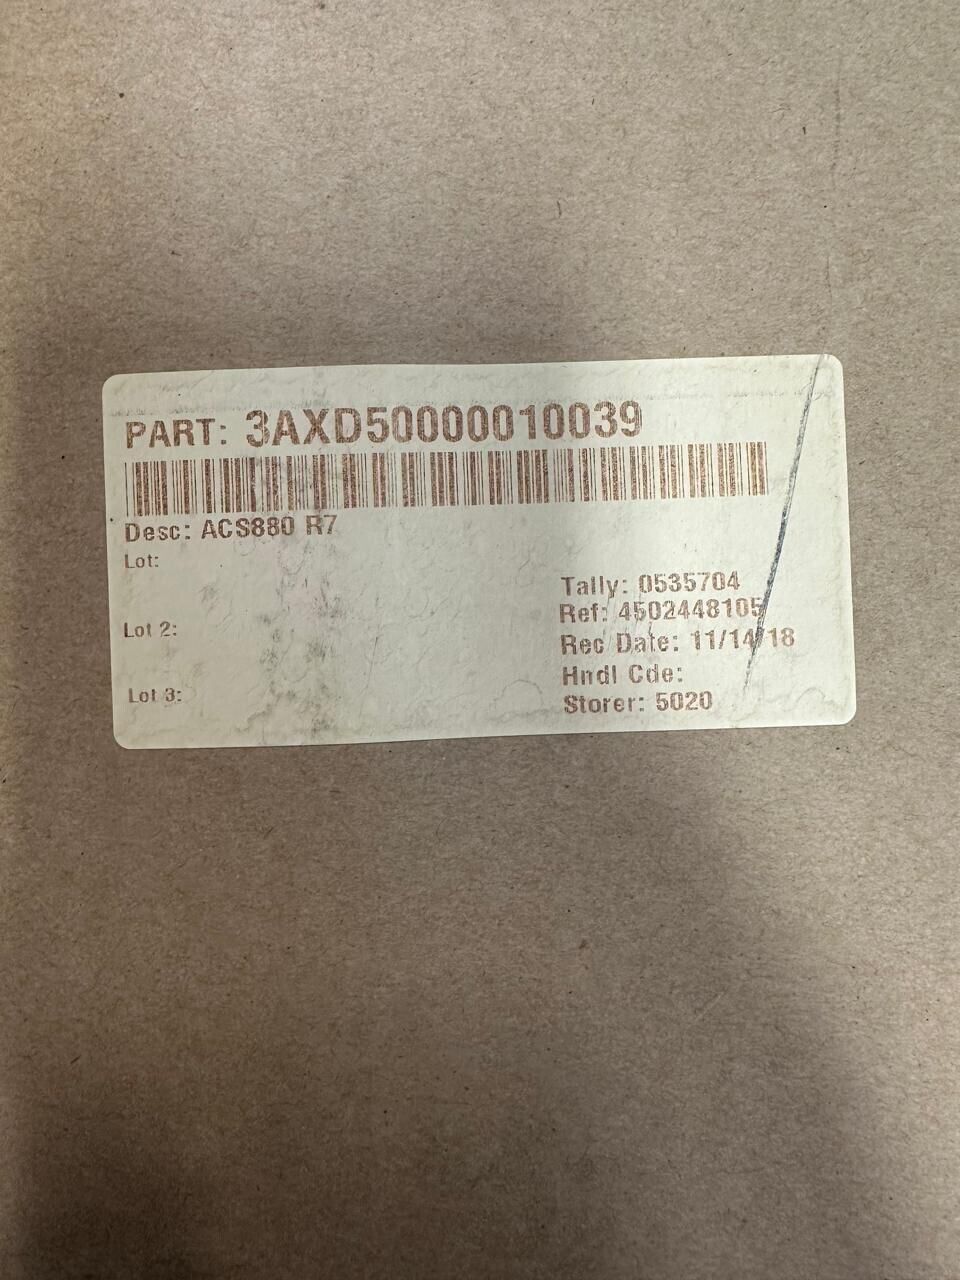 PART: 3AXD50000010039
Desc: ACS880 R7
Lot:
Tally: 0535704
Ref: 4502448105
Lot 2:
Rec Date: 11/14/18
Hndl Cde:
Lot 3:
Storer: 5020